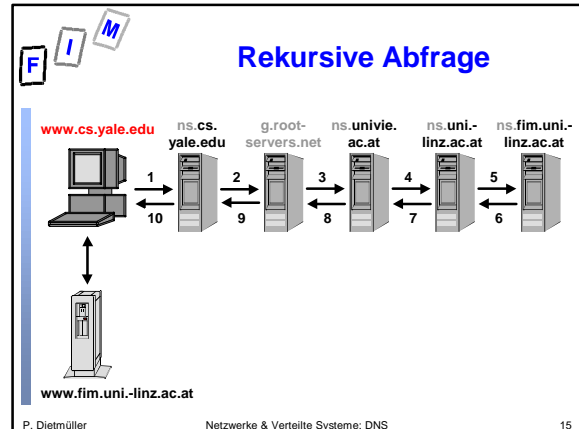 F I M
Rekursive Abfrage
www.cs.yale.edu
ns.cs.
yale.edu
g.root-
servers.net
ns.univie.
ac.at
ns.uni.-
linz.ac.at
ns.fim.uni.-
linz.ac.at
1 2 3 4 5
10 9 8 7 6
www.fim.uni.-linz.ac.at
P. Dietmüller Netzwerke & Verteilte Systeme: DNS 15